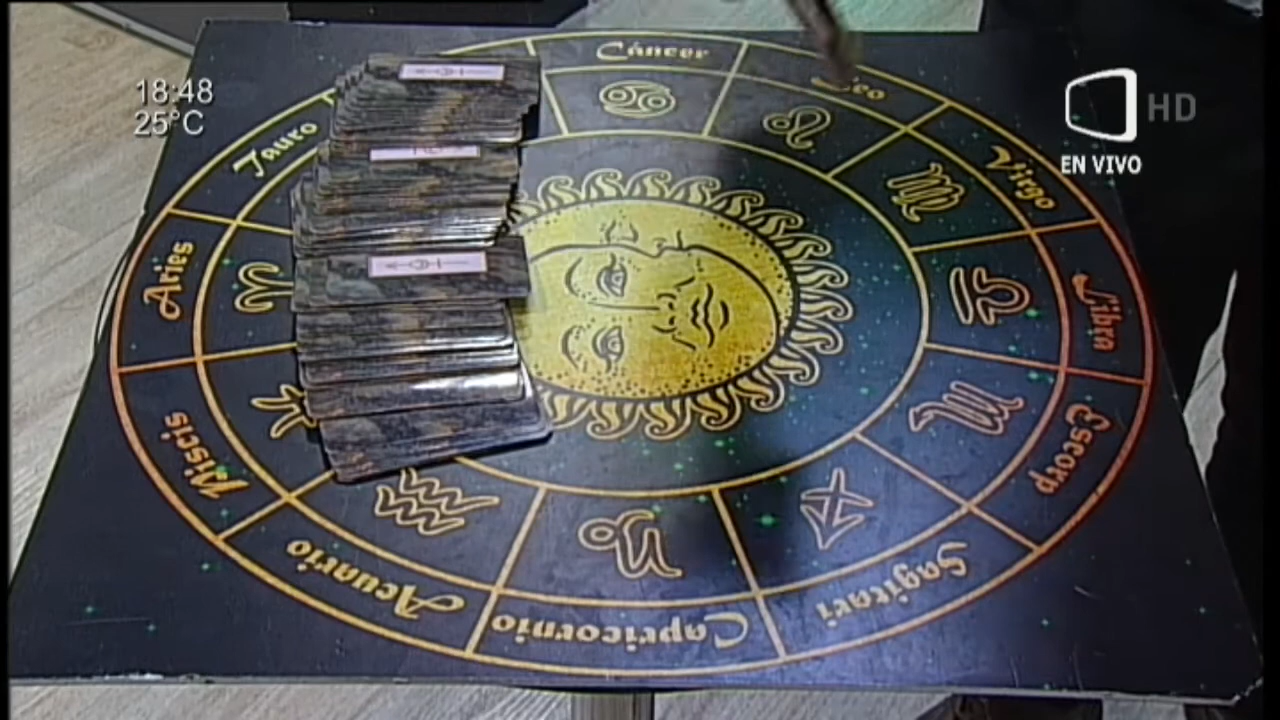 18:48
25°C
HD
EN VIVO
Cáncer
Leo
Virgo
Libra
Escorp
Sagitari
Capricornio
Acuario
Piscis
Aries
Tauro